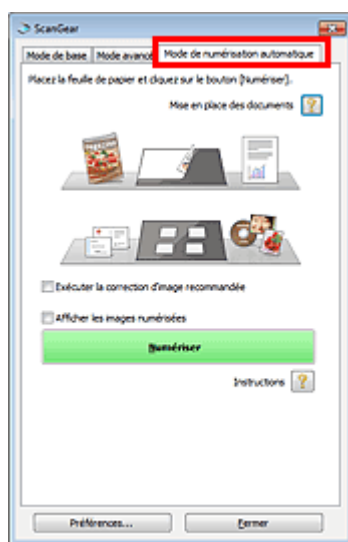 ScanGear
Mode de base Mode avancé Mode de numérisation automatique
Placez la feuille de papier et cliquez sur le bouton [Numériser].
Mise en place des documents ?
Exécuter la correction d'image recommandée
Afficher les images numérisées
Numériser
Instructions ?
Préférences... Fermer